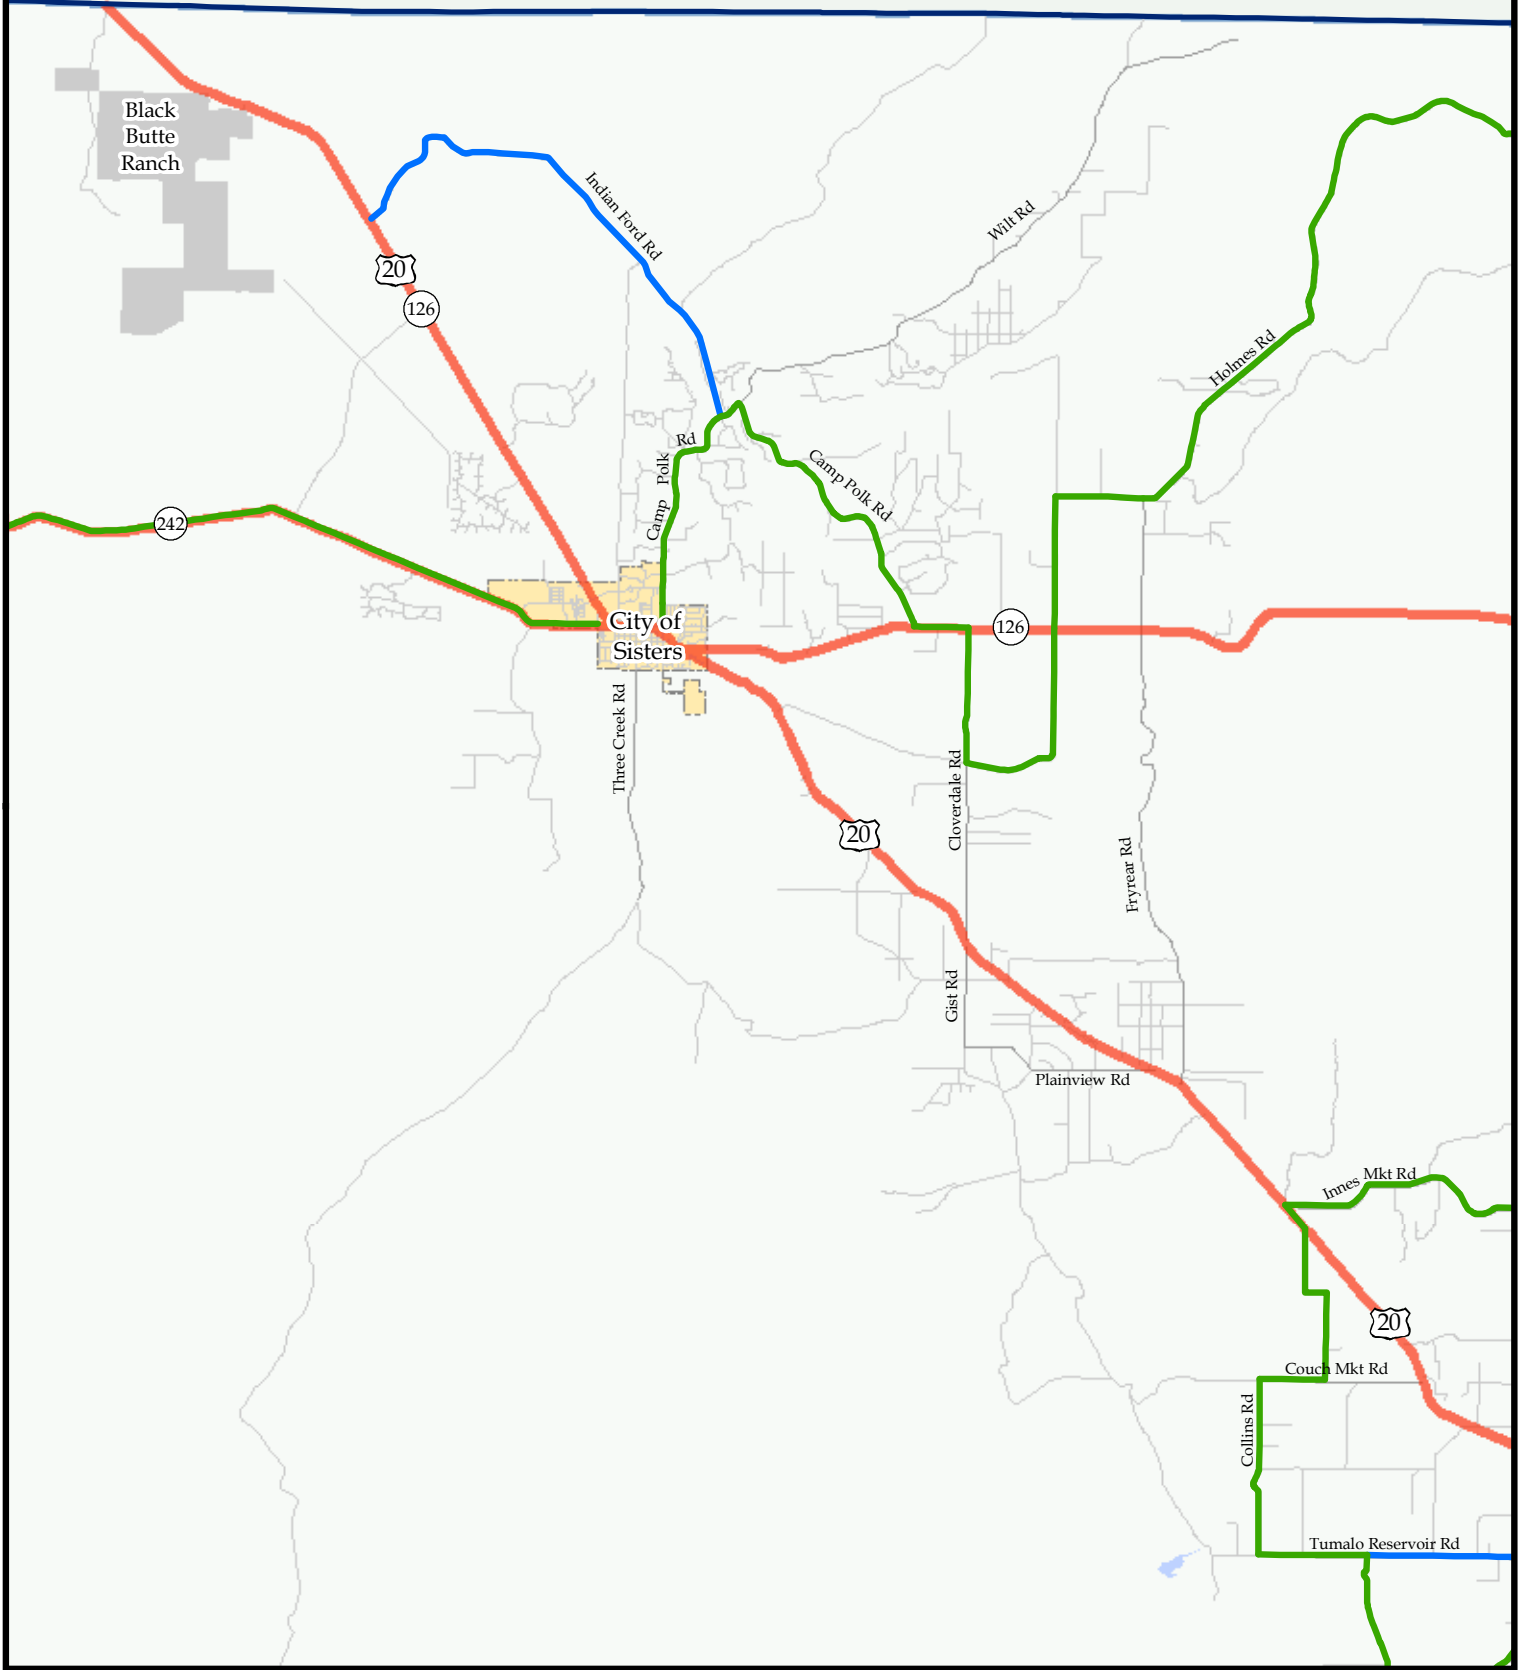 Black
Butte
Ranch
Indian Ford Rd
Wilt Rd
20
126
Holmes Rd
Rd
Polk
Camp
Camp Polk Rd
242
City of
Sisters
126
Three Creek Rd
Cloverdale Rd
20
Fryrear Rd
Gist Rd
Plainview Rd
Innes Mkt Rd
20
Couch Mkt Rd
Collins Rd
Tumalo Reservoir Rd